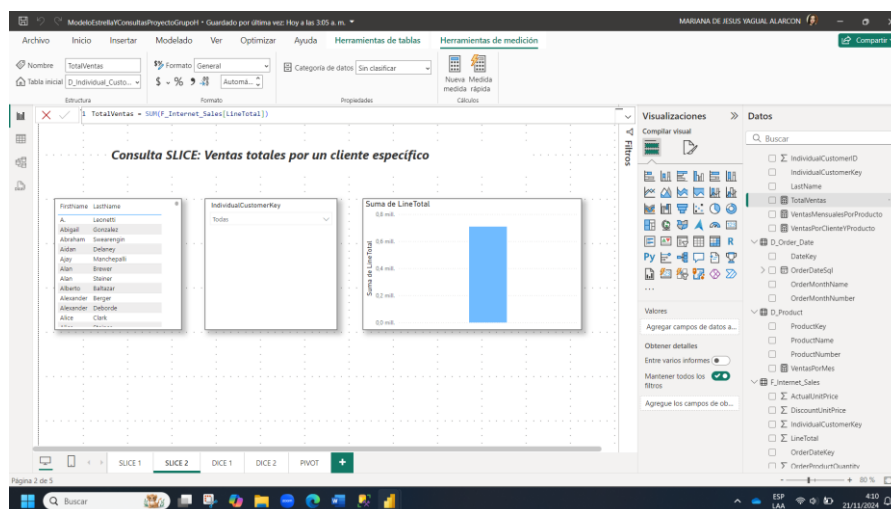 ModeloEstrellaYConsultasProyectoGrupoH • Guardado por última vez: Hoy a las 3:05 a. m.
MARIANA DE JESUS YAGUAL ALARCON
Archivo Inicio Insertar Modelado Ver Optimizar Ayuda Herramientas de tablas Herramientas de medición Compartir
Nombre TotalVentas
Formato General
Categoría de datos Sin clasificar
Tabla inicial D_Individual_Custo...
$ % Automá...
Nueva Medida
medida rápida
Estructura Formato Propiedades Cálculos
1 TotalVentas = SUM(F_Internet_Sales[LineTotal])
Consulta SLICE: Ventas totales por un cliente específico
FirstName LastName
A. Leonetti
Abigail Gonzalez
Abraham Swearengin
Aidan Delaney
Ajay Manchepalli
Alan Brewer
Alan Steiner
Alberto Baltazar
Alexander Berger
Alexander Deborde
Alice Clark
IndividualCustomerKey
Todas
Suma de LineTotal
0,8 mill.
0,6 mill.
0,4 mill.
0,2 mill.
0,0 mill.
Suma de LineTotal
Filtros
Visualizaciones
Compilar visual
R
Py
Valores
Agregar campos de datos a...
Obtener detalles
Entre varios informes
Mantener todos los
filtros
Agregue los campos de ob...
Datos
Buscar
IndividualCustomerID
IndividualCustomerKey
LastName
TotalVentas
VentasMensualesPorProducto
VentasPorClienteYProducto
D_Order_Date
DateKey
OrderDateSql
OrderMonthName
OrderMonthNumber
D_Product
ProductKey
ProductName
ProductNumber
VentasPorMes
F_Internet_Sales
ActualUnitPrice
DiscountUnitPrice
IndividualCustomerKey
LineTotal
OrderDateKey
OrderProductQuantity
SLICE 1 SLICE 2 DICE 1 DICE 2 PIVOT
Página 2 de 5
80 %
Buscar
ESP
LAA
4:10
21/11/2024